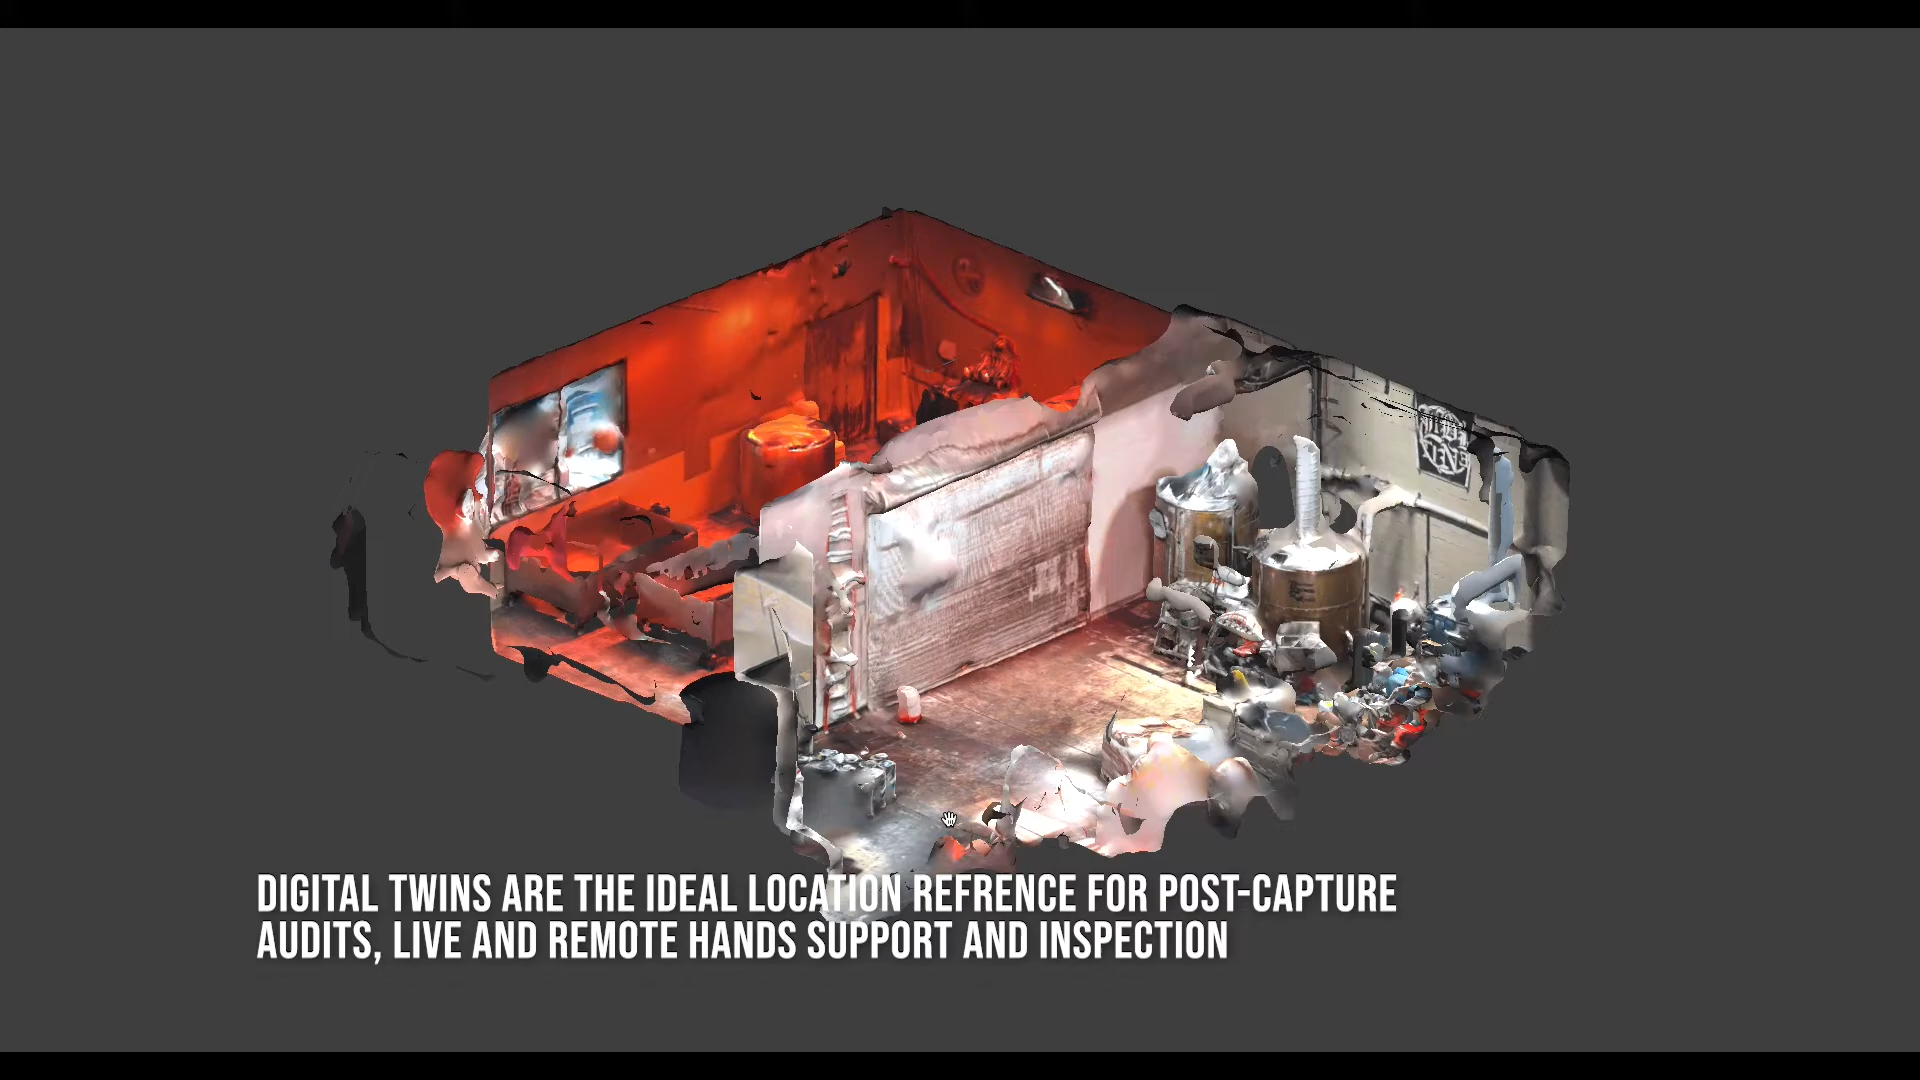 DIGITAL TWINS ARE THE IDEAL LOCATION REFRENCE FOR POST-CAPTURE
AUDITS, LIVE AND REMOTE HANDS SUPPORT AND INSPECTION